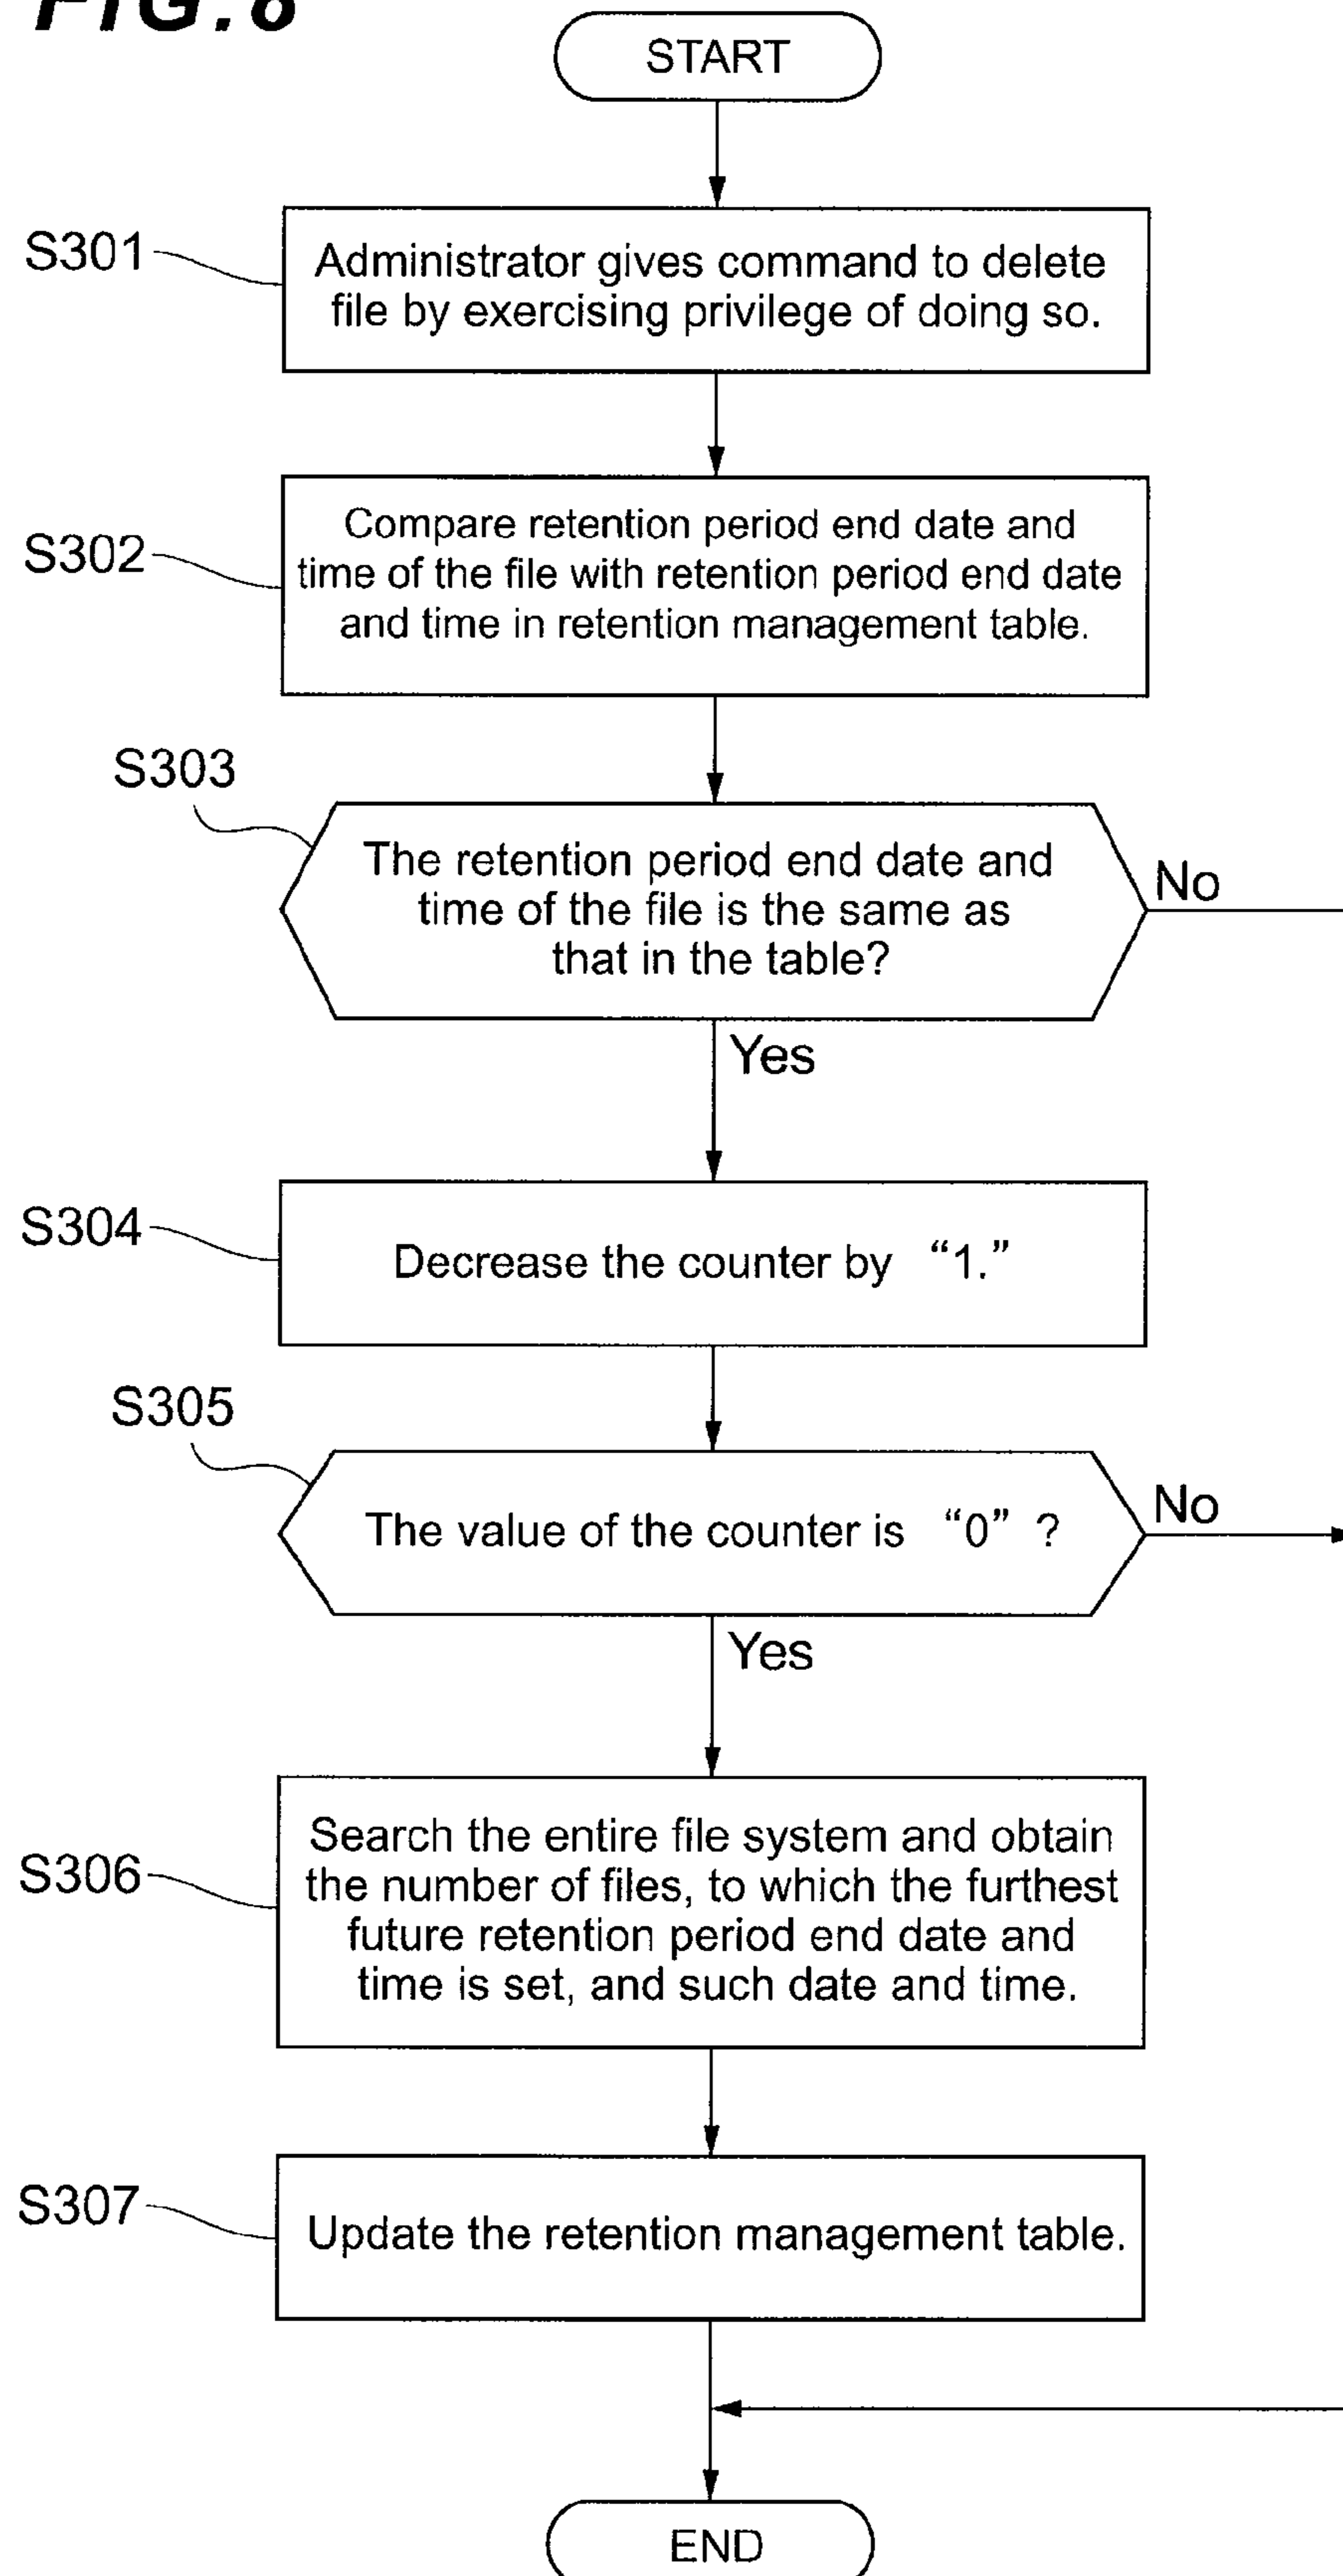 FIG. 8
START
S301
Administrator gives command to delete
file by exercising privilege of doing so.
S302
Compare retention period end date and
time of the file with retention period end date
and time in retention management table.
S303
The retention period end date and
time of the file is the same as
that in the table?
No
Yes
S304
Decrease the counter by “1.”
S305
The value of the counter is “0” ?
No
Yes
S306
Search the entire file system and obtain
the number of files, to which the furthest
future retention period end date and
time is set, and such date and time.
S307
Update the retention management table.
END